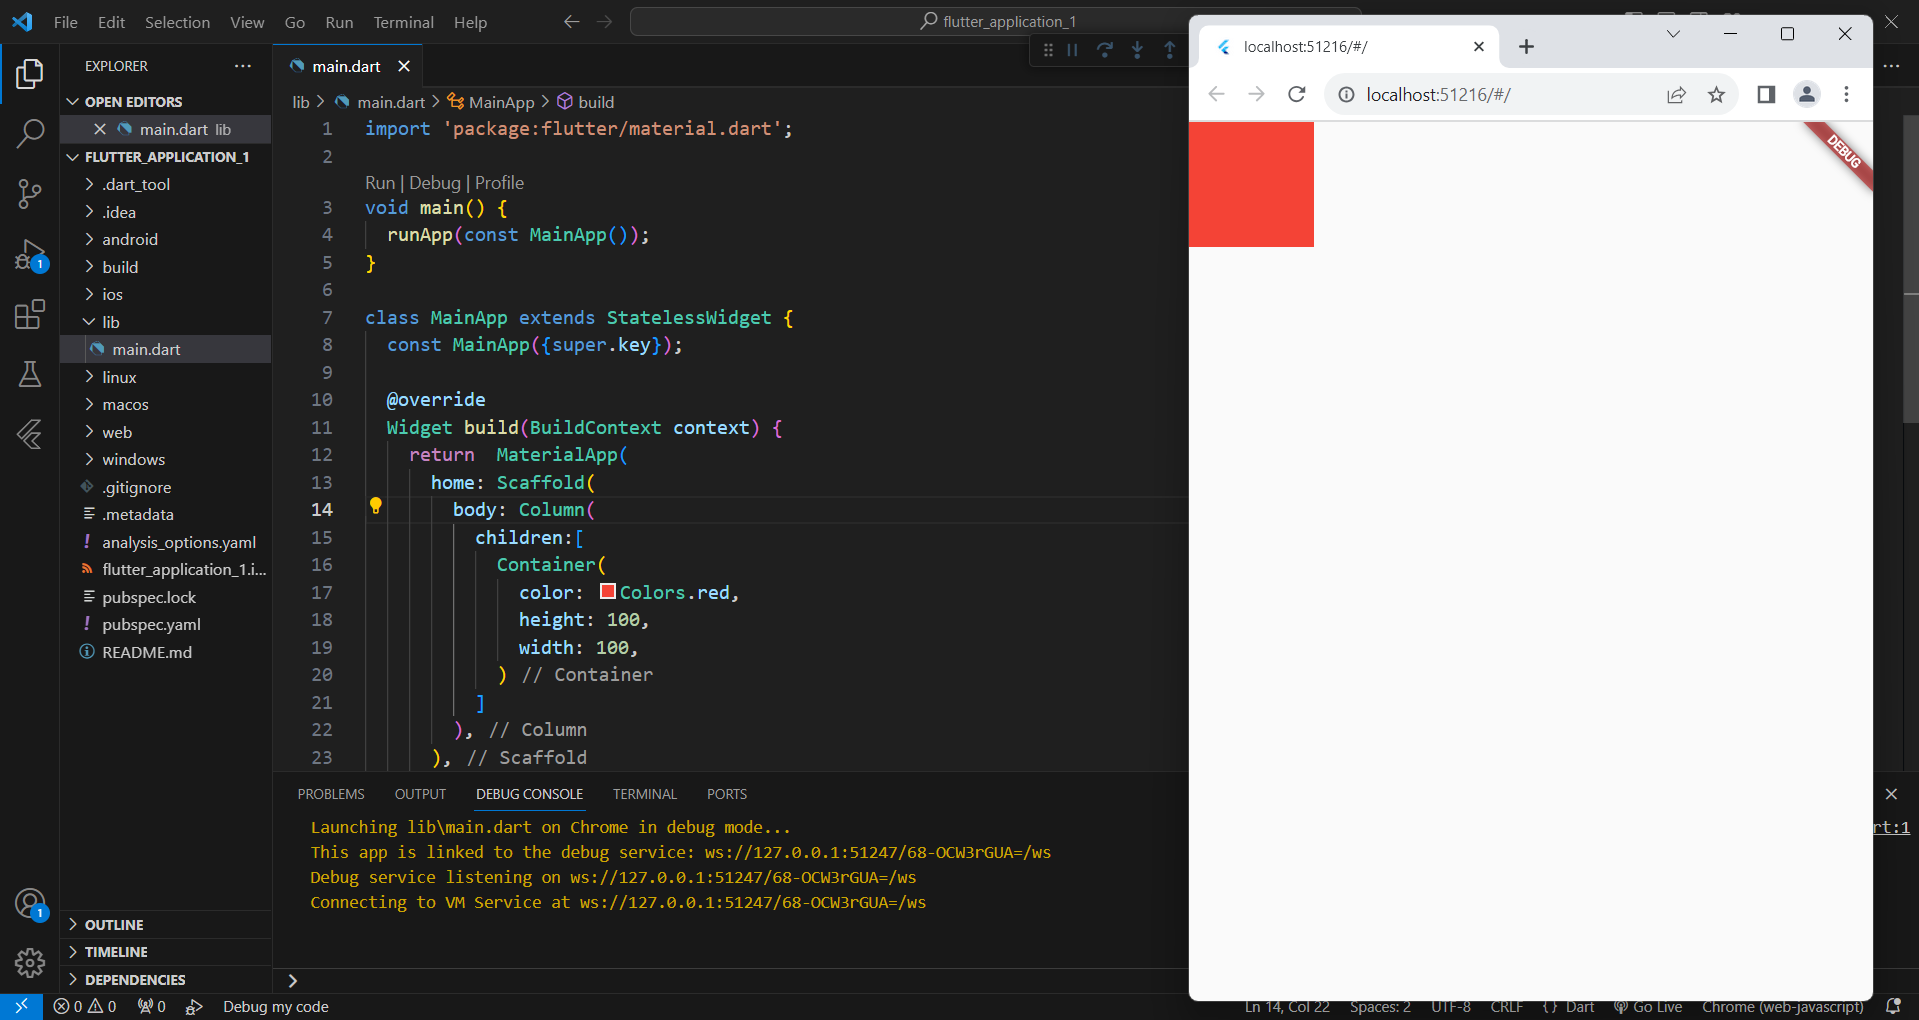 File Edit Selection View Go Run Terminal Help
flutter_application_1
EXPLORER
OPEN EDITORS
main.dart lib
FLUTTER_APPLICATION_1
.dart_tool
.idea
android
build
ios
lib
main.dart
linux
macos
web
windows
.gitignore
.metadata
analysis_options.yaml
flutter_application_1.i...
pubspec.lock
pubspec.yaml
README.md
OUTLINE
TIMELINE
DEPENDENCIES
1
1
main.dart
lib > main.dart > MainApp > build
1 import 'package:flutter/material.dart';
2
Run | Debug | Profile
3 void main() {
4 runApp(const MainApp());
5 }
6
7 class MainApp extends StatelessWidget {
8 const MainApp({super.key});
9
10 @override
11 Widget build(BuildContext context) {
12 return  MaterialApp(
13 home: Scaffold(
14 body: Column(
15 children:[
16 Container(
17 color: Colors.red,
18 height: 100,
19 width: 100,
20 ) // Container
21 ]
22 ), // Column
23 ), // Scaffold
PROBLEMS OUTPUT DEBUG CONSOLE TERMINAL PORTS
Launching lib\main.dart on Chrome in debug mode...
This app is linked to the debug service: ws://127.0.0.1:51247/68-OCW3rGUA=/ws
Debug service listening on ws://127.0.0.1:51247/68-OCW3rGUA=/ws
Connecting to VM Service at ws://127.0.0.1:51247/68-OCW3rGUA=/ws
rt:1
localhost:51216/#/
localhost:51216/#/
DEBUG
0 0 0 Debug my code
Ln 14, Col 22 Spaces: 2 UTF-8 CRLF {} Dart Go Live Chrome (web-javascript)